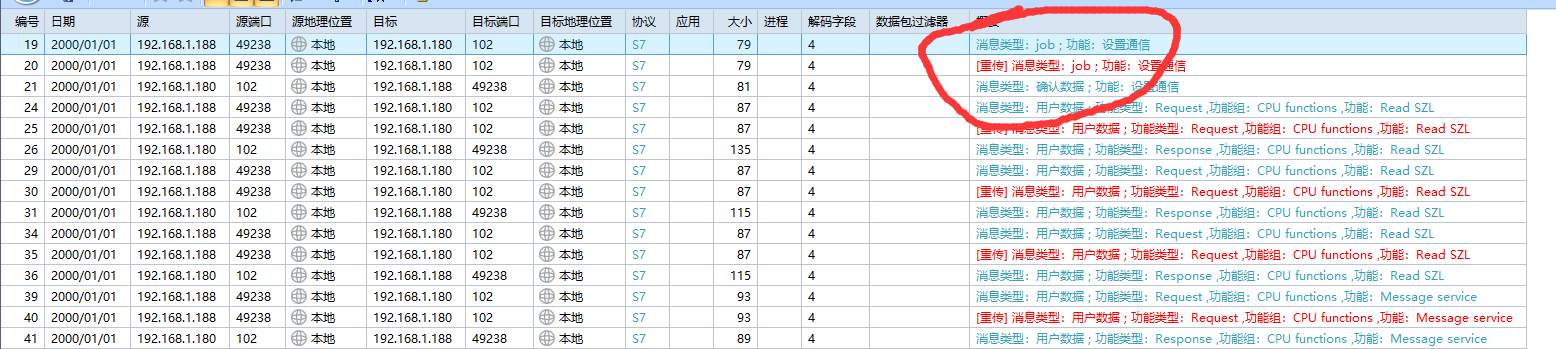 编号 日期 源 源端口 源地理位置 目标 目标端口 目标地理位置 协议 应用 大小 进程 解码字段 数据包过滤器 概要
19 2000/01/01 192.168.1.188 49238 本地 192.168.1.180 102 本地 S7 79 4 消息类型：job ; 功能：设置通信
20 2000/01/01 192.168.1.188 49238 本地 192.168.1.180 102 本地 S7 79 4 [重传] 消息类型：job ; 功能：设置通信
21 2000/01/01 192.168.1.180 102 本地 192.168.1.188 49238 本地 S7 81 4 消息类型：确认数据 ; 功能：设置通信
24 2000/01/01 192.168.1.188 49238 本地 192.168.1.180 102 本地 S7 87 4 消息类型：用户数据 ; 功能类型：Request ,功能组：CPU functions ,功能：Read SZL
25 2000/01/01 192.168.1.188 49238 本地 192.168.1.180 102 本地 S7 87 4 [重传] 消息类型：用户数据 ; 功能类型：Request ,功能组：CPU functions ,功能：Read SZL
26 2000/01/01 192.168.1.180 102 本地 192.168.1.188 49238 本地 S7 135 4 消息类型：用户数据 ; 功能类型：Response ,功能组：CPU functions ,功能：Read SZL
29 2000/01/01 192.168.1.188 49238 本地 192.168.1.180 102 本地 S7 87 4 消息类型：用户数据 ; 功能类型：Request ,功能组：CPU functions ,功能：Read SZL
30 2000/01/01 192.168.1.188 49238 本地 192.168.1.180 102 本地 S7 87 4 [重传] 消息类型：用户数据 ; 功能类型：Request ,功能组：CPU functions ,功能：Read SZL
31 2000/01/01 192.168.1.180 102 本地 192.168.1.188 49238 本地 S7 115 4 消息类型：用户数据 ; 功能类型：Response ,功能组：CPU functions ,功能：Read SZL
34 2000/01/01 192.168.1.188 49238 本地 192.168.1.180 102 本地 S7 87 4 消息类型：用户数据 ; 功能类型：Request ,功能组：CPU functions ,功能：Read SZL
35 2000/01/01 192.168.1.188 49238 本地 192.168.1.180 102 本地 S7 87 4 [重传] 消息类型：用户数据 ; 功能类型：Request ,功能组：CPU functions ,功能：Read SZL
36 2000/01/01 192.168.1.180 102 本地 192.168.1.188 49238 本地 S7 115 4 消息类型：用户数据 ; 功能类型：Response ,功能组：CPU functions ,功能：Read SZL
39 2000/01/01 192.168.1.188 49238 本地 192.168.1.180 102 本地 S7 93 4 消息类型：用户数据 ; 功能类型：Request ,功能组：CPU functions ,功能：Message service
40 2000/01/01 192.168.1.188 49238 本地 192.168.1.180 102 本地 S7 93 4 [重传] 消息类型：用户数据 ; 功能类型：Request ,功能组：CPU functions ,功能：Message service
41 2000/01/01 192.168.1.180 102 本地 192.168.1.188 49238 本地 S7 89 4 消息类型：用户数据 ; 功能类型：Response ,功能组：CPU functions ,功能：Message service